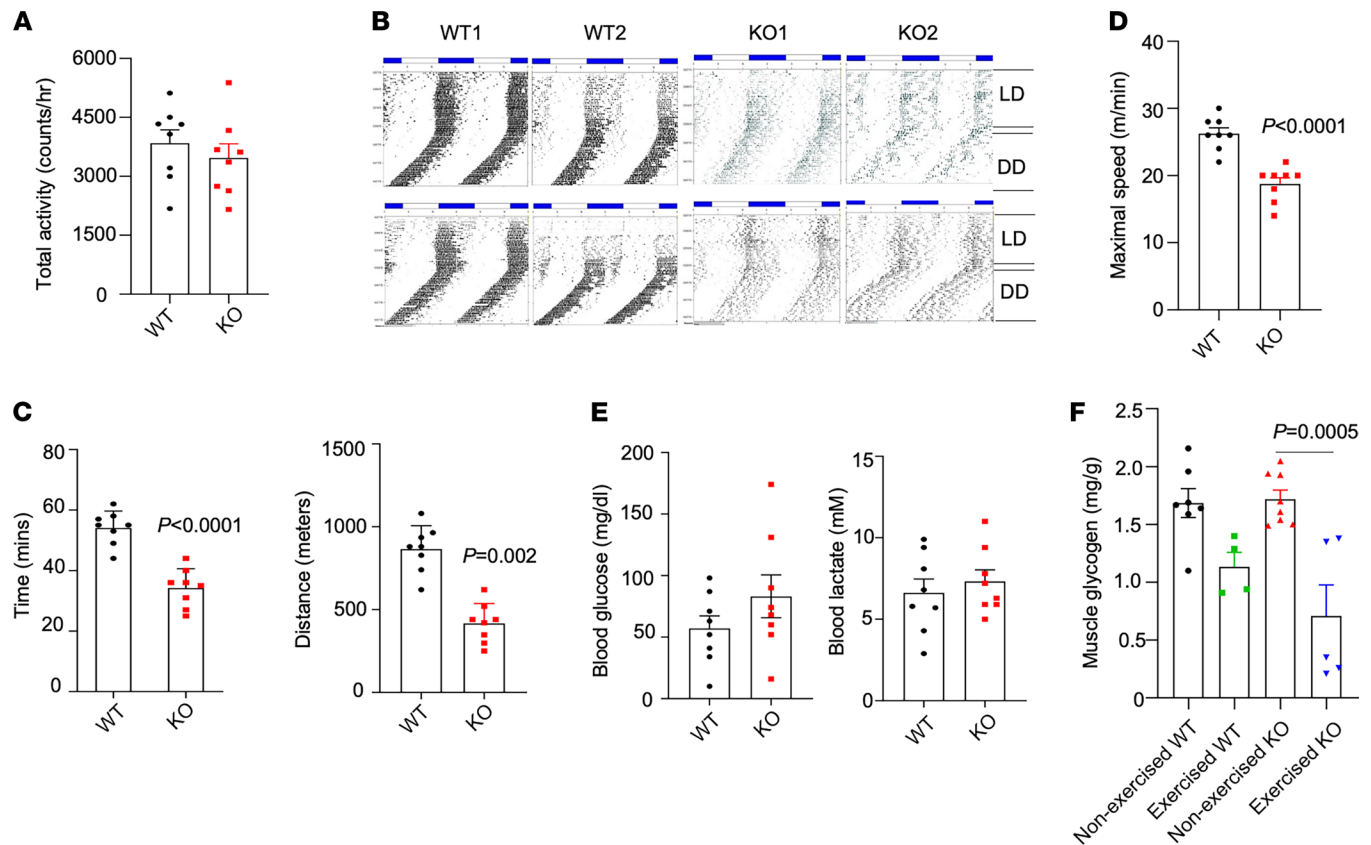 A
Total activity (counts/hr)
6000
4500
3000
1500
0
WT
KO
B
WT1
WT2
KO1
KO2
LD
DD
LD
DD
D
Maximal speed (m/min)
40
30
20
10
0
P<0.0001
WT
KO
C
Time (mins)
80
60
40
20
0
P<0.0001
WT
KO
Distance (meters)
1500
1000
500
0
P=0.002
WT
KO
E
Blood glucose (mg/dl)
200
150
100
50
0
WT
KO
Blood lactate (mM)
15
10
5
0
WT
KO
F
Muscle glycogen (mg/g)
2.5
2.0
1.5
1.0
0.5
0
P=0.0005
Non-exercised WT
Exercised WT
Non-exercised KO
Exercised KO